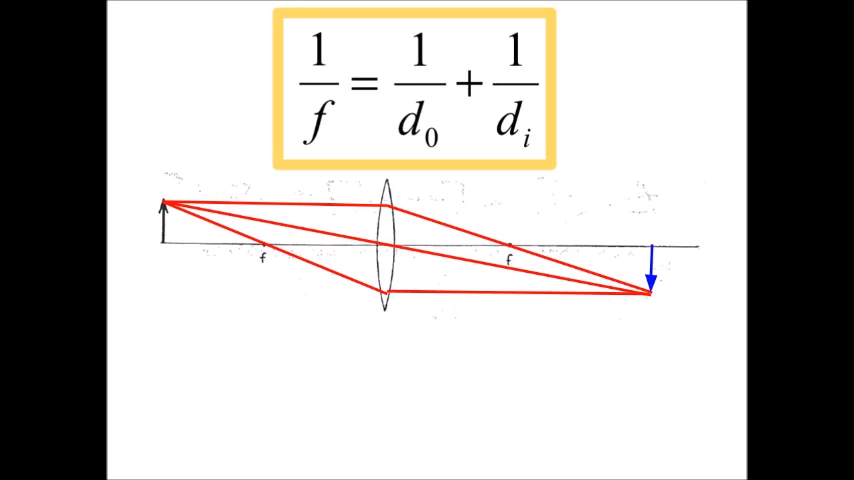 1/f = 1/d₀ + 1/dᵢ
f f